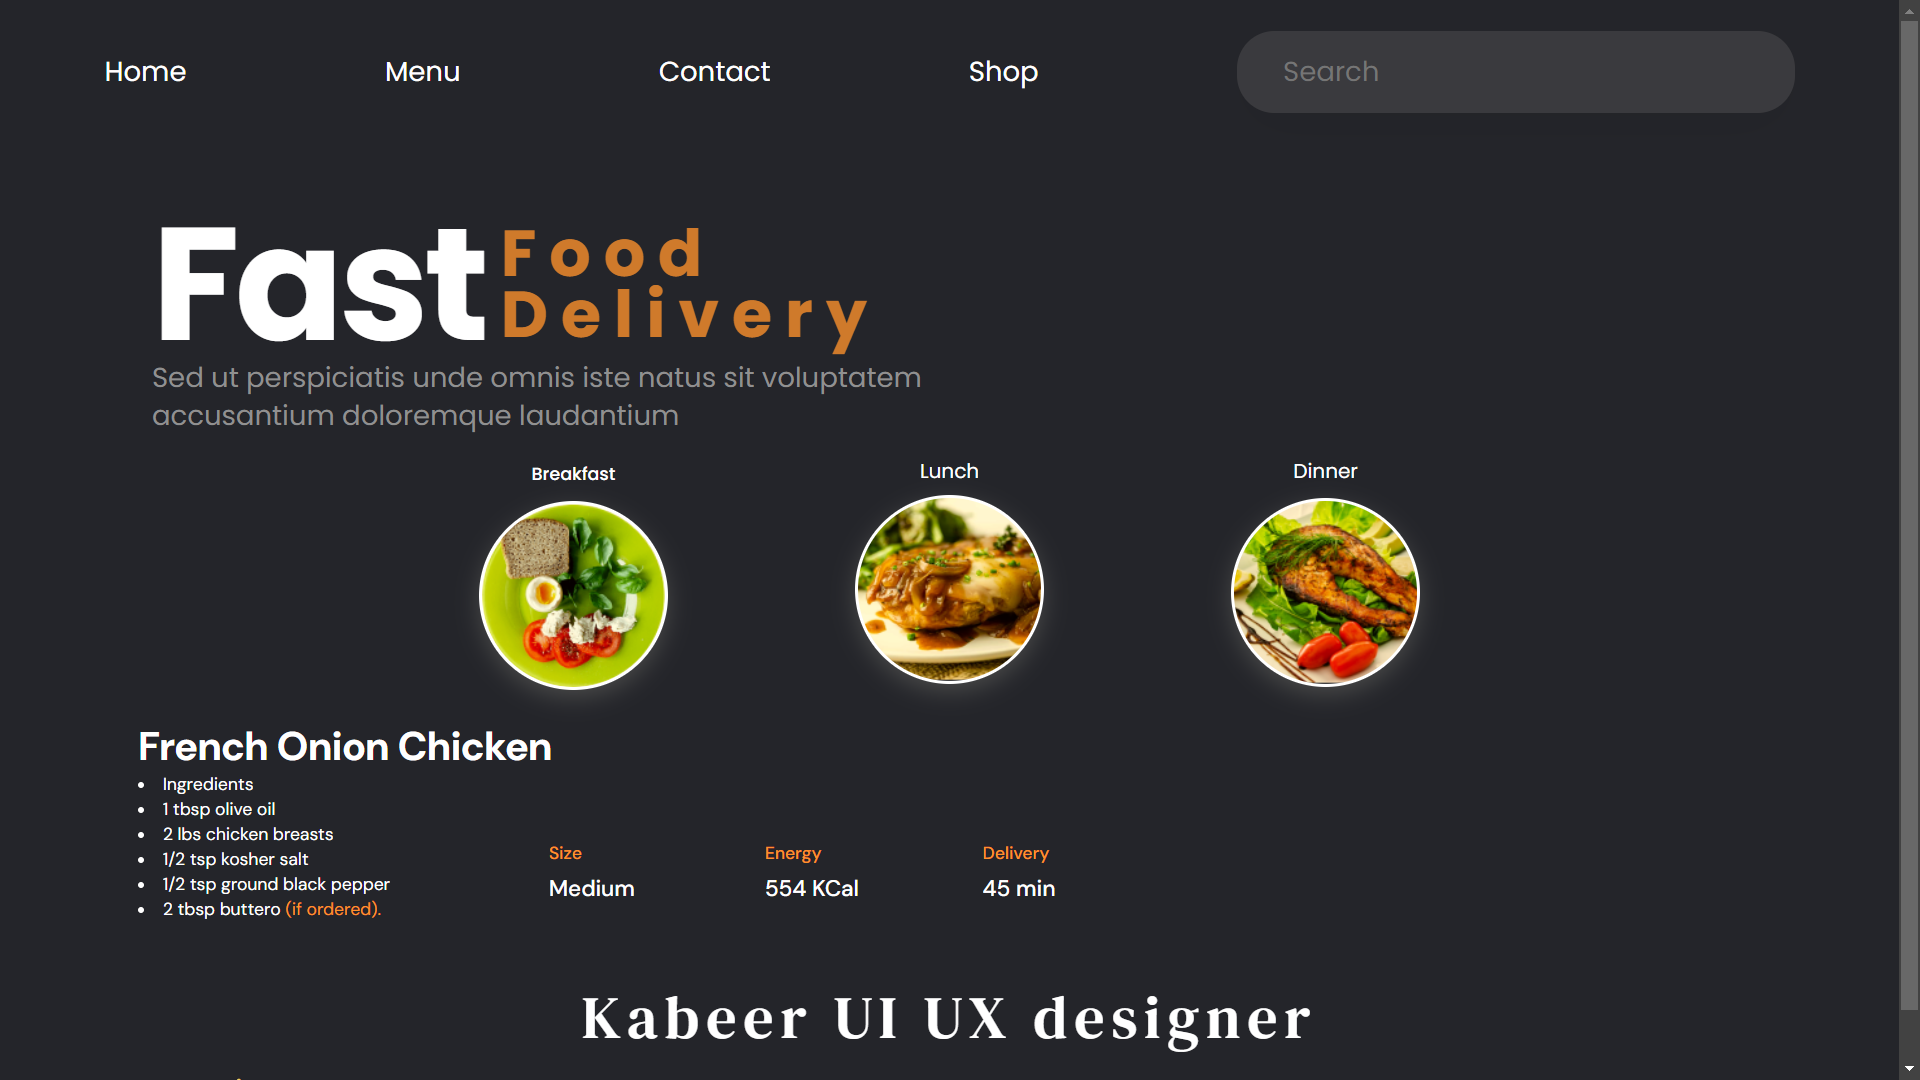 Home Menu Contact Shop Search
Fast Food
Delivery
Sed ut perspiciatis unde omnis iste natus sit voluptatem
accusantium doloremque laudantium
Breakfast Lunch Dinner
French Onion Chicken
Ingredients
1 tbsp olive oil
2 lbs chicken breasts
1/2 tsp kosher salt
1/2 tsp ground black pepper
2 tbsp buttero (if ordered).
Size Energy Delivery
Medium 554 KCal 45 min
Kabeer UI UX designer